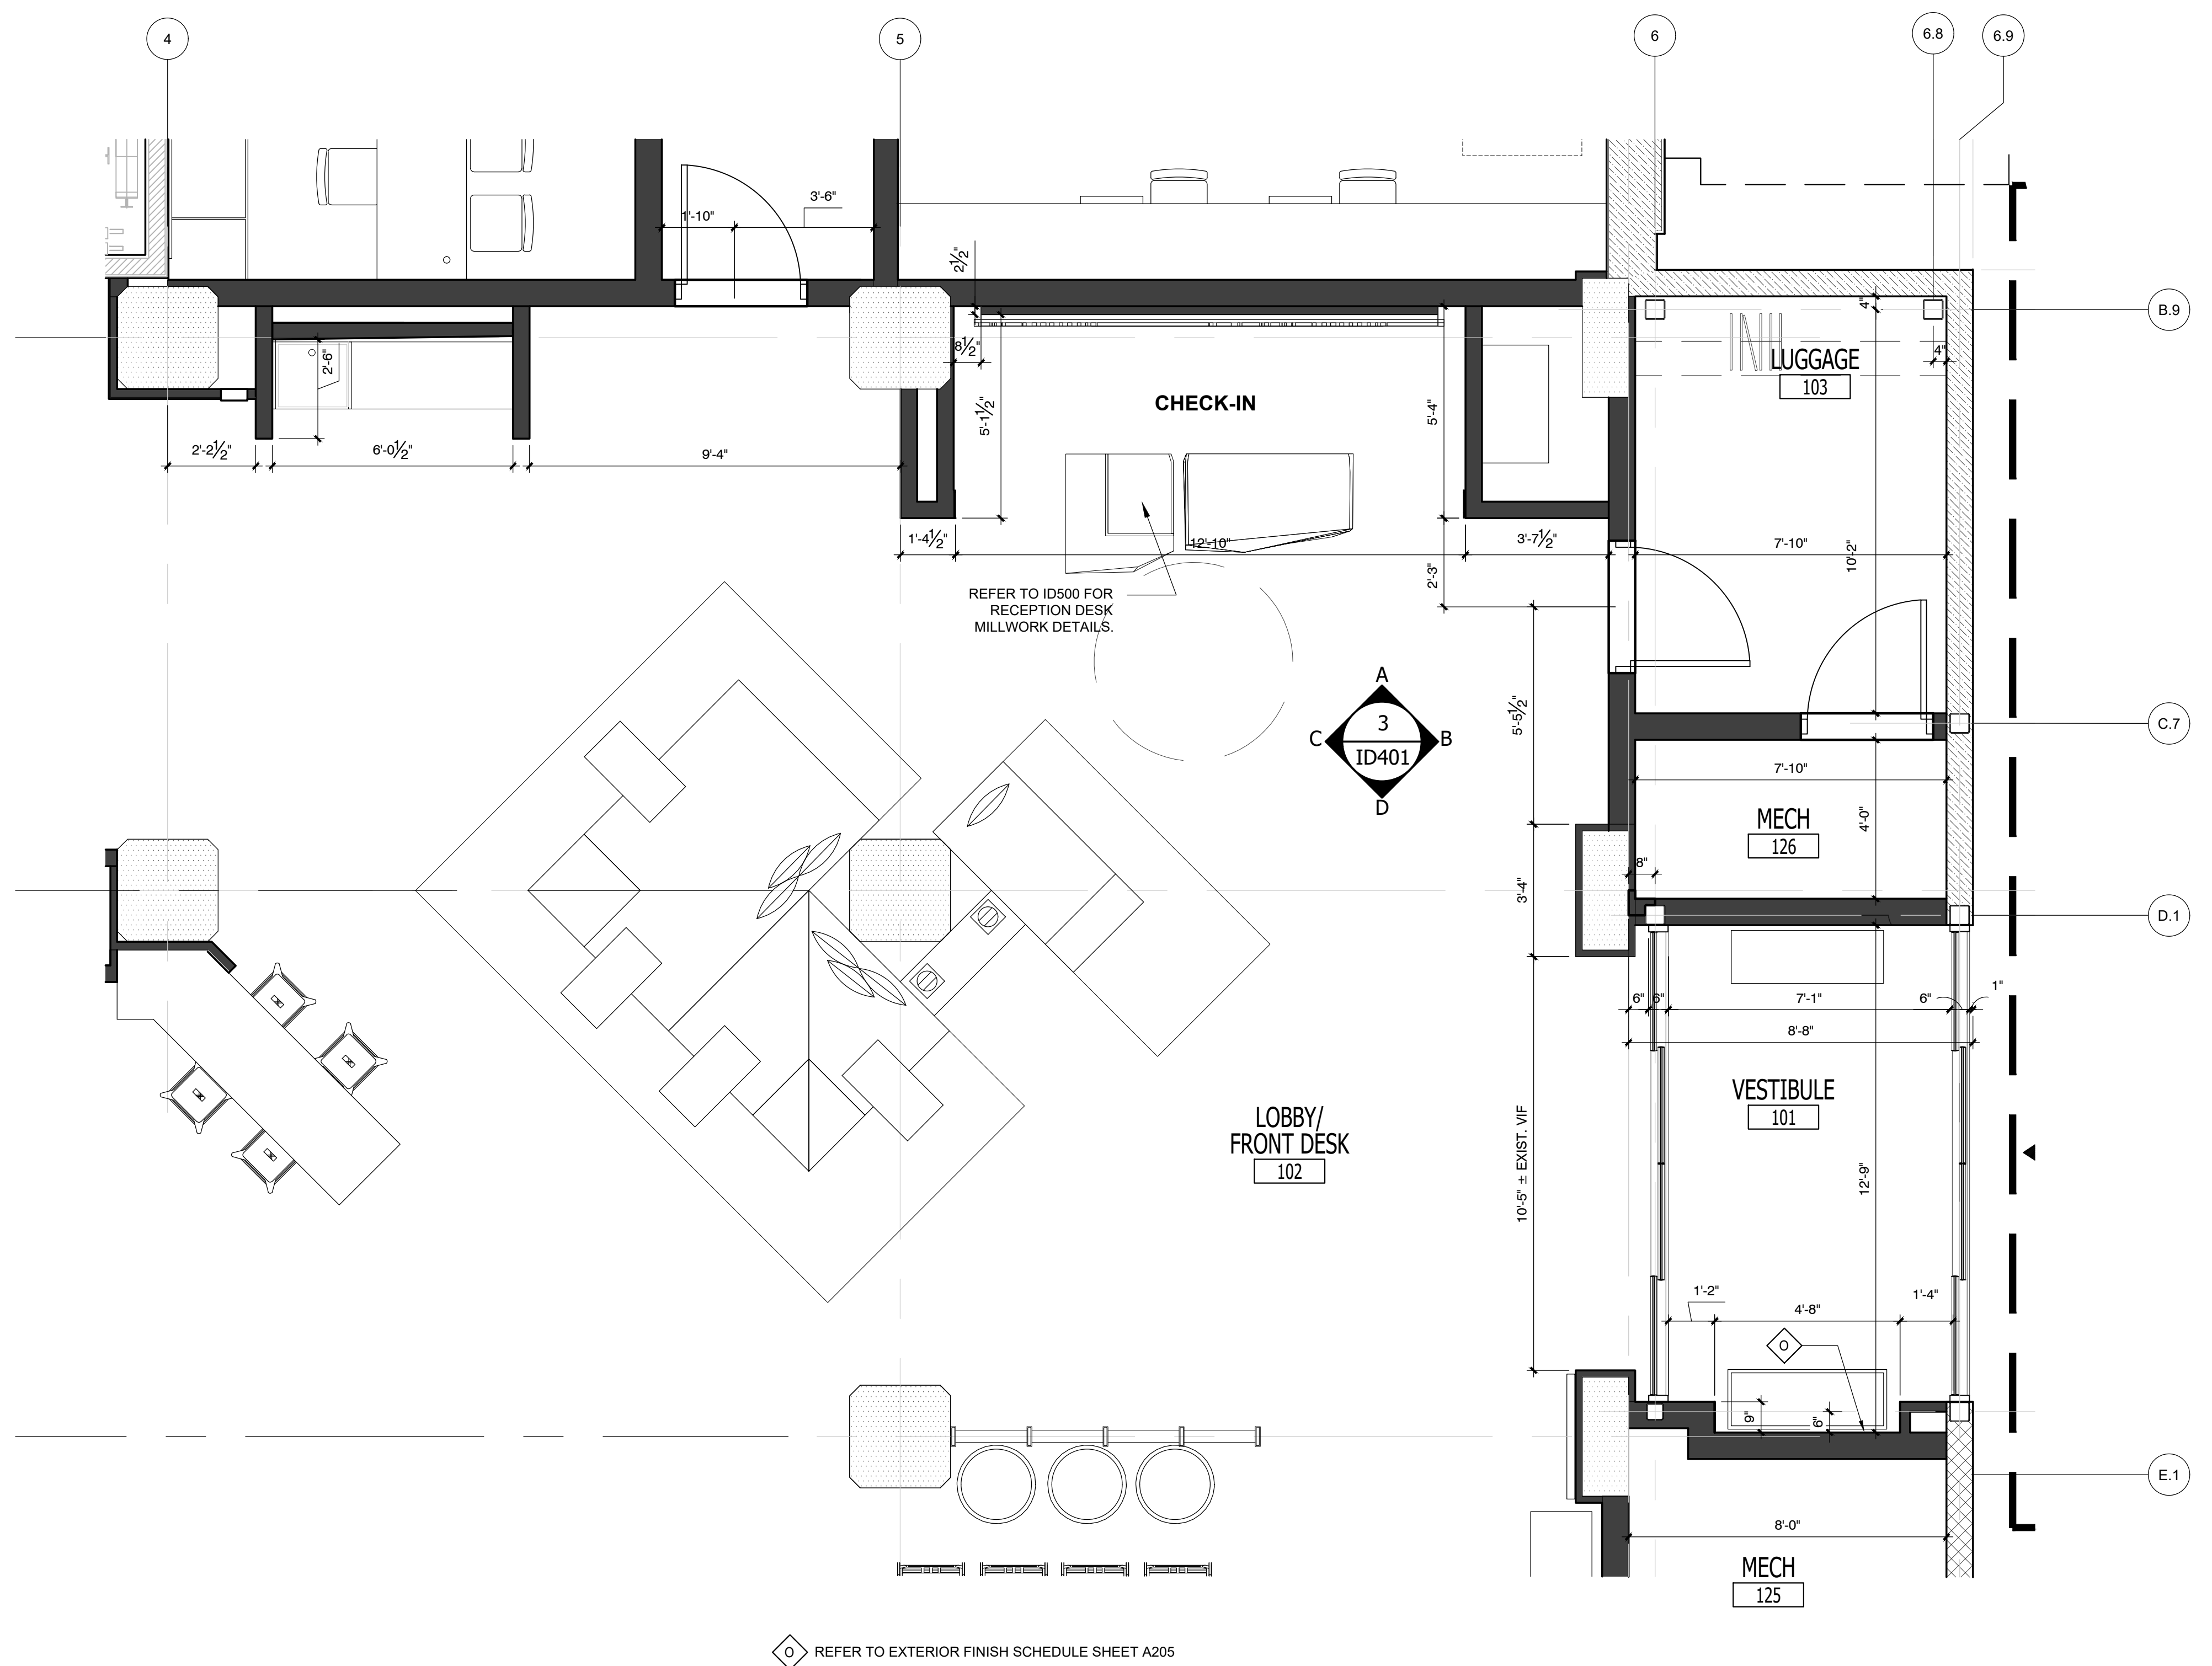 4
5
6
6.8
6.9
3'-6"
1'-10"
2½"
4"
B.9
8½"
2'-6"
LUGGAGE
103
4"
CHECK-IN
5'-1½"
5'-4"
2'-2½"
6'-0½"
9'-4"
1'-4½"
12'-10"
3'-7½"
7'-10"
10'-2"
2'-3"
REFER TO ID500 FOR
RECEPTION DESK
MILLWORK DETAILS.
A
3
C
B
ID401
D
5'-5½"
C.7
7'-10"
MECH
126
4'-0"
8"
3'-4"
D.1
6"
6"
7'-1"
6"
1"
8'-8"
VESTIBULE
101
LOBBY/
FRONT DESK
102
10'-5" ± EXIST. VIF
12'-9"
1'-2"
4'-8"
1'-4"
O
9"
6"
E.1
8'-0"
MECH
125
O REFER TO EXTERIOR FINISH SCHEDULE SHEET A205